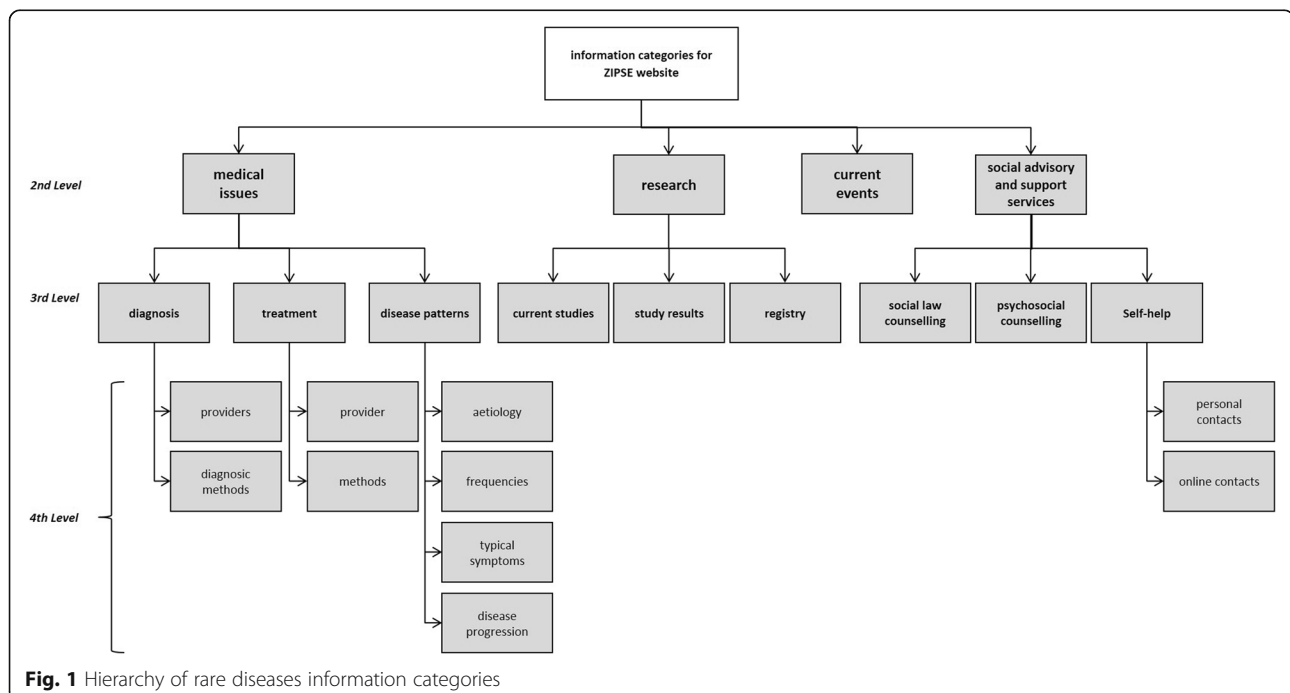 information categories for
ZIPSE website
2nd Level
medical
issues
research
current
events
social advisory
and support
services
3rd Level
diagnosis
treatment
disease patterns
current studies
study results
registry
social law
counselling
psychosocial
counselling
Self-help
4th Level
providers
provider
aetiology
personal
contacts
diagnosic
methods
methods
frequencies
online contacts
typical
symptoms
disease
progression
Fig. 1 Hierarchy of rare diseases information categories